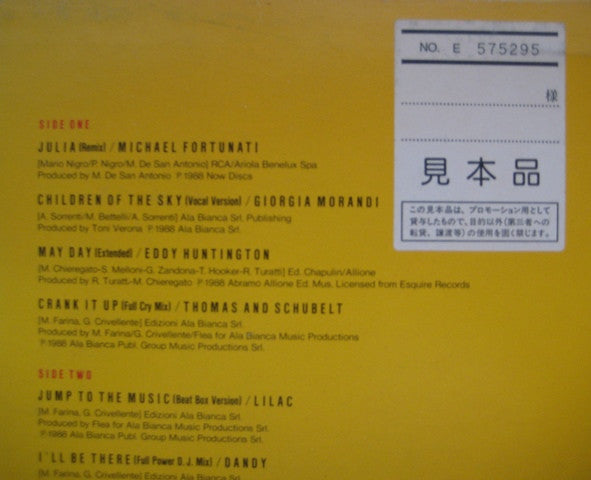 NO. E 575295
様
見本品
この見本品は、プロモーション用として
貸与したもので、目的以外(第三者への
転貸、譲渡等)の使用を固く禁じます。
SIDE ONE
JULIA (Remix) / MICHAEL FORTUNATI
[Mario Nigro/P. Nigro/M. De San Antonio] RCA/Ariola Benelux Spa
Produced by M. De San Antonio ℗1988 Now Discs
CHILDREN OF THE SKY (Vocal Version) / GIORGIA MORANDI
[A. Sorrenti/M. Bettelli/A. Sorrenti] Ala Bianca Srl. Publishing
Produced by Toni Verona ℗1988 Ala Bianca Srl.
MAY DAY (Extended) / EDDY HUNTINGTON
[M. Chieregato-S. Melloni-G. Zandona-T. Hooker-R. Turatti] Ed. Chapulin/Allione
Produced by R. Turatti-M. Chieregato ℗1988 Abramo Allione Ed. Mus. Licensed from Esquire Records
CRANK IT UP (Full Cry Mix) / THOMAS AND SCHUBELT
[M. Farina, G. Crivellente] Edizioni Ala Bianca Srl.
Produced by M. Farina/G. Crivellente/Flea for Ala Bianca Music Productions
℗1988 Ala Bianca Publ. Group Music Productions Srl.
SIDE TWO
JUMP TO THE MUSIC (Beat Box Version) / LILAC
[M. Farina, G. Crivellente] Edizioni Ala Bianca Srl.
Produced by Flea for Ala Bianca Music Productions
℗1988 Ala Bianca Publ. Group Music Productions Srl.
I'LL BE THERE (Full Power D.J. Mix) / DANDY
[M. Farina, G. Crivellente] Edizioni Ala Bianca Srl.